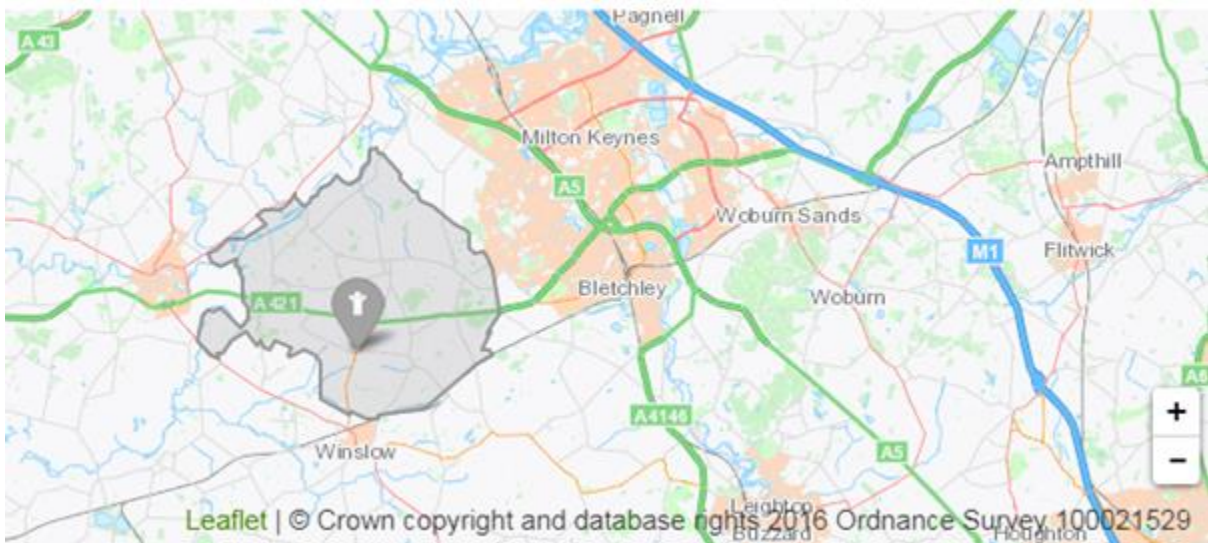 Pagnell
A 43
Milton Keynes
Ampthill
A5
Woburn Sands
M1
Flitwick
Bletchley
Woburn
A 421
A6
+
A4146
Winslow
A5
−
Leighton
Buzzard
Houghton
Leaflet | © Crown copyright and database rights 2016 Ordnance Survey 100021529